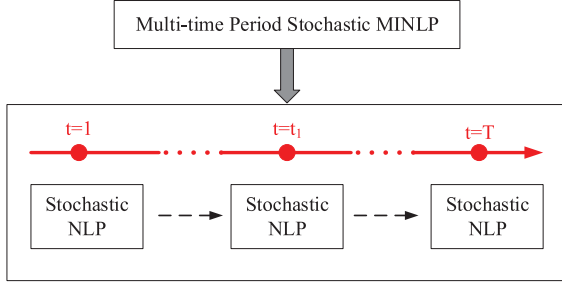 Multi-time Period Stochastic MINLP
t=1
t=t₁
t=T
Stochastic
NLP
Stochastic
NLP
Stochastic
NLP